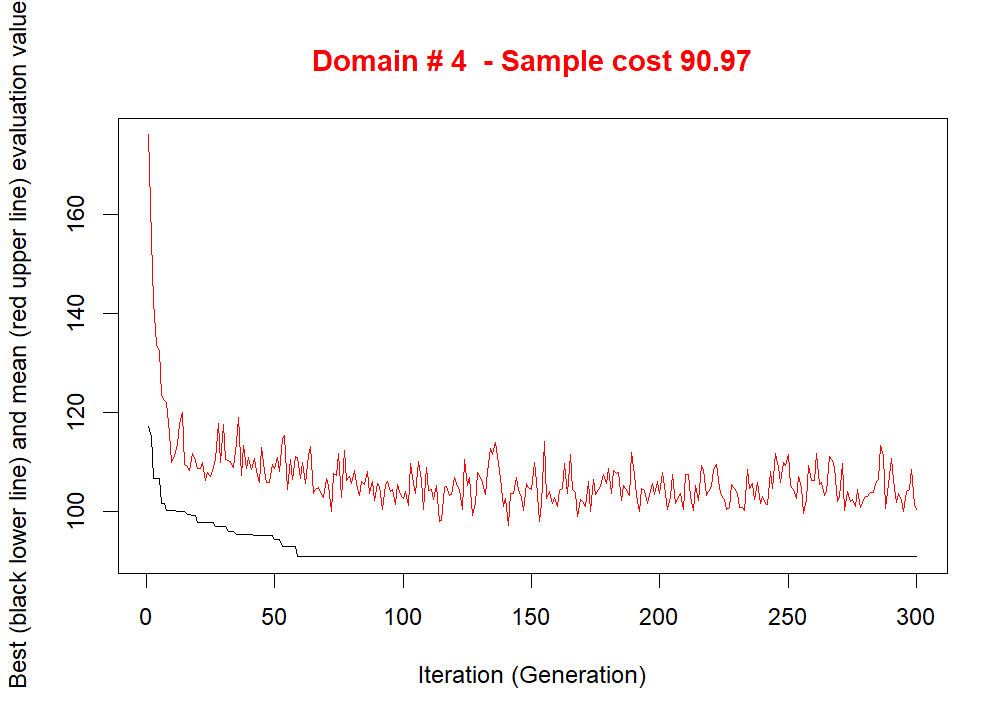 Domain # 4  - Sample cost 90.97
Best (black lower line) and mean (red upper line) evaluation value
160
140
120
100
0 50 100 150 200 250 300
Iteration (Generation)